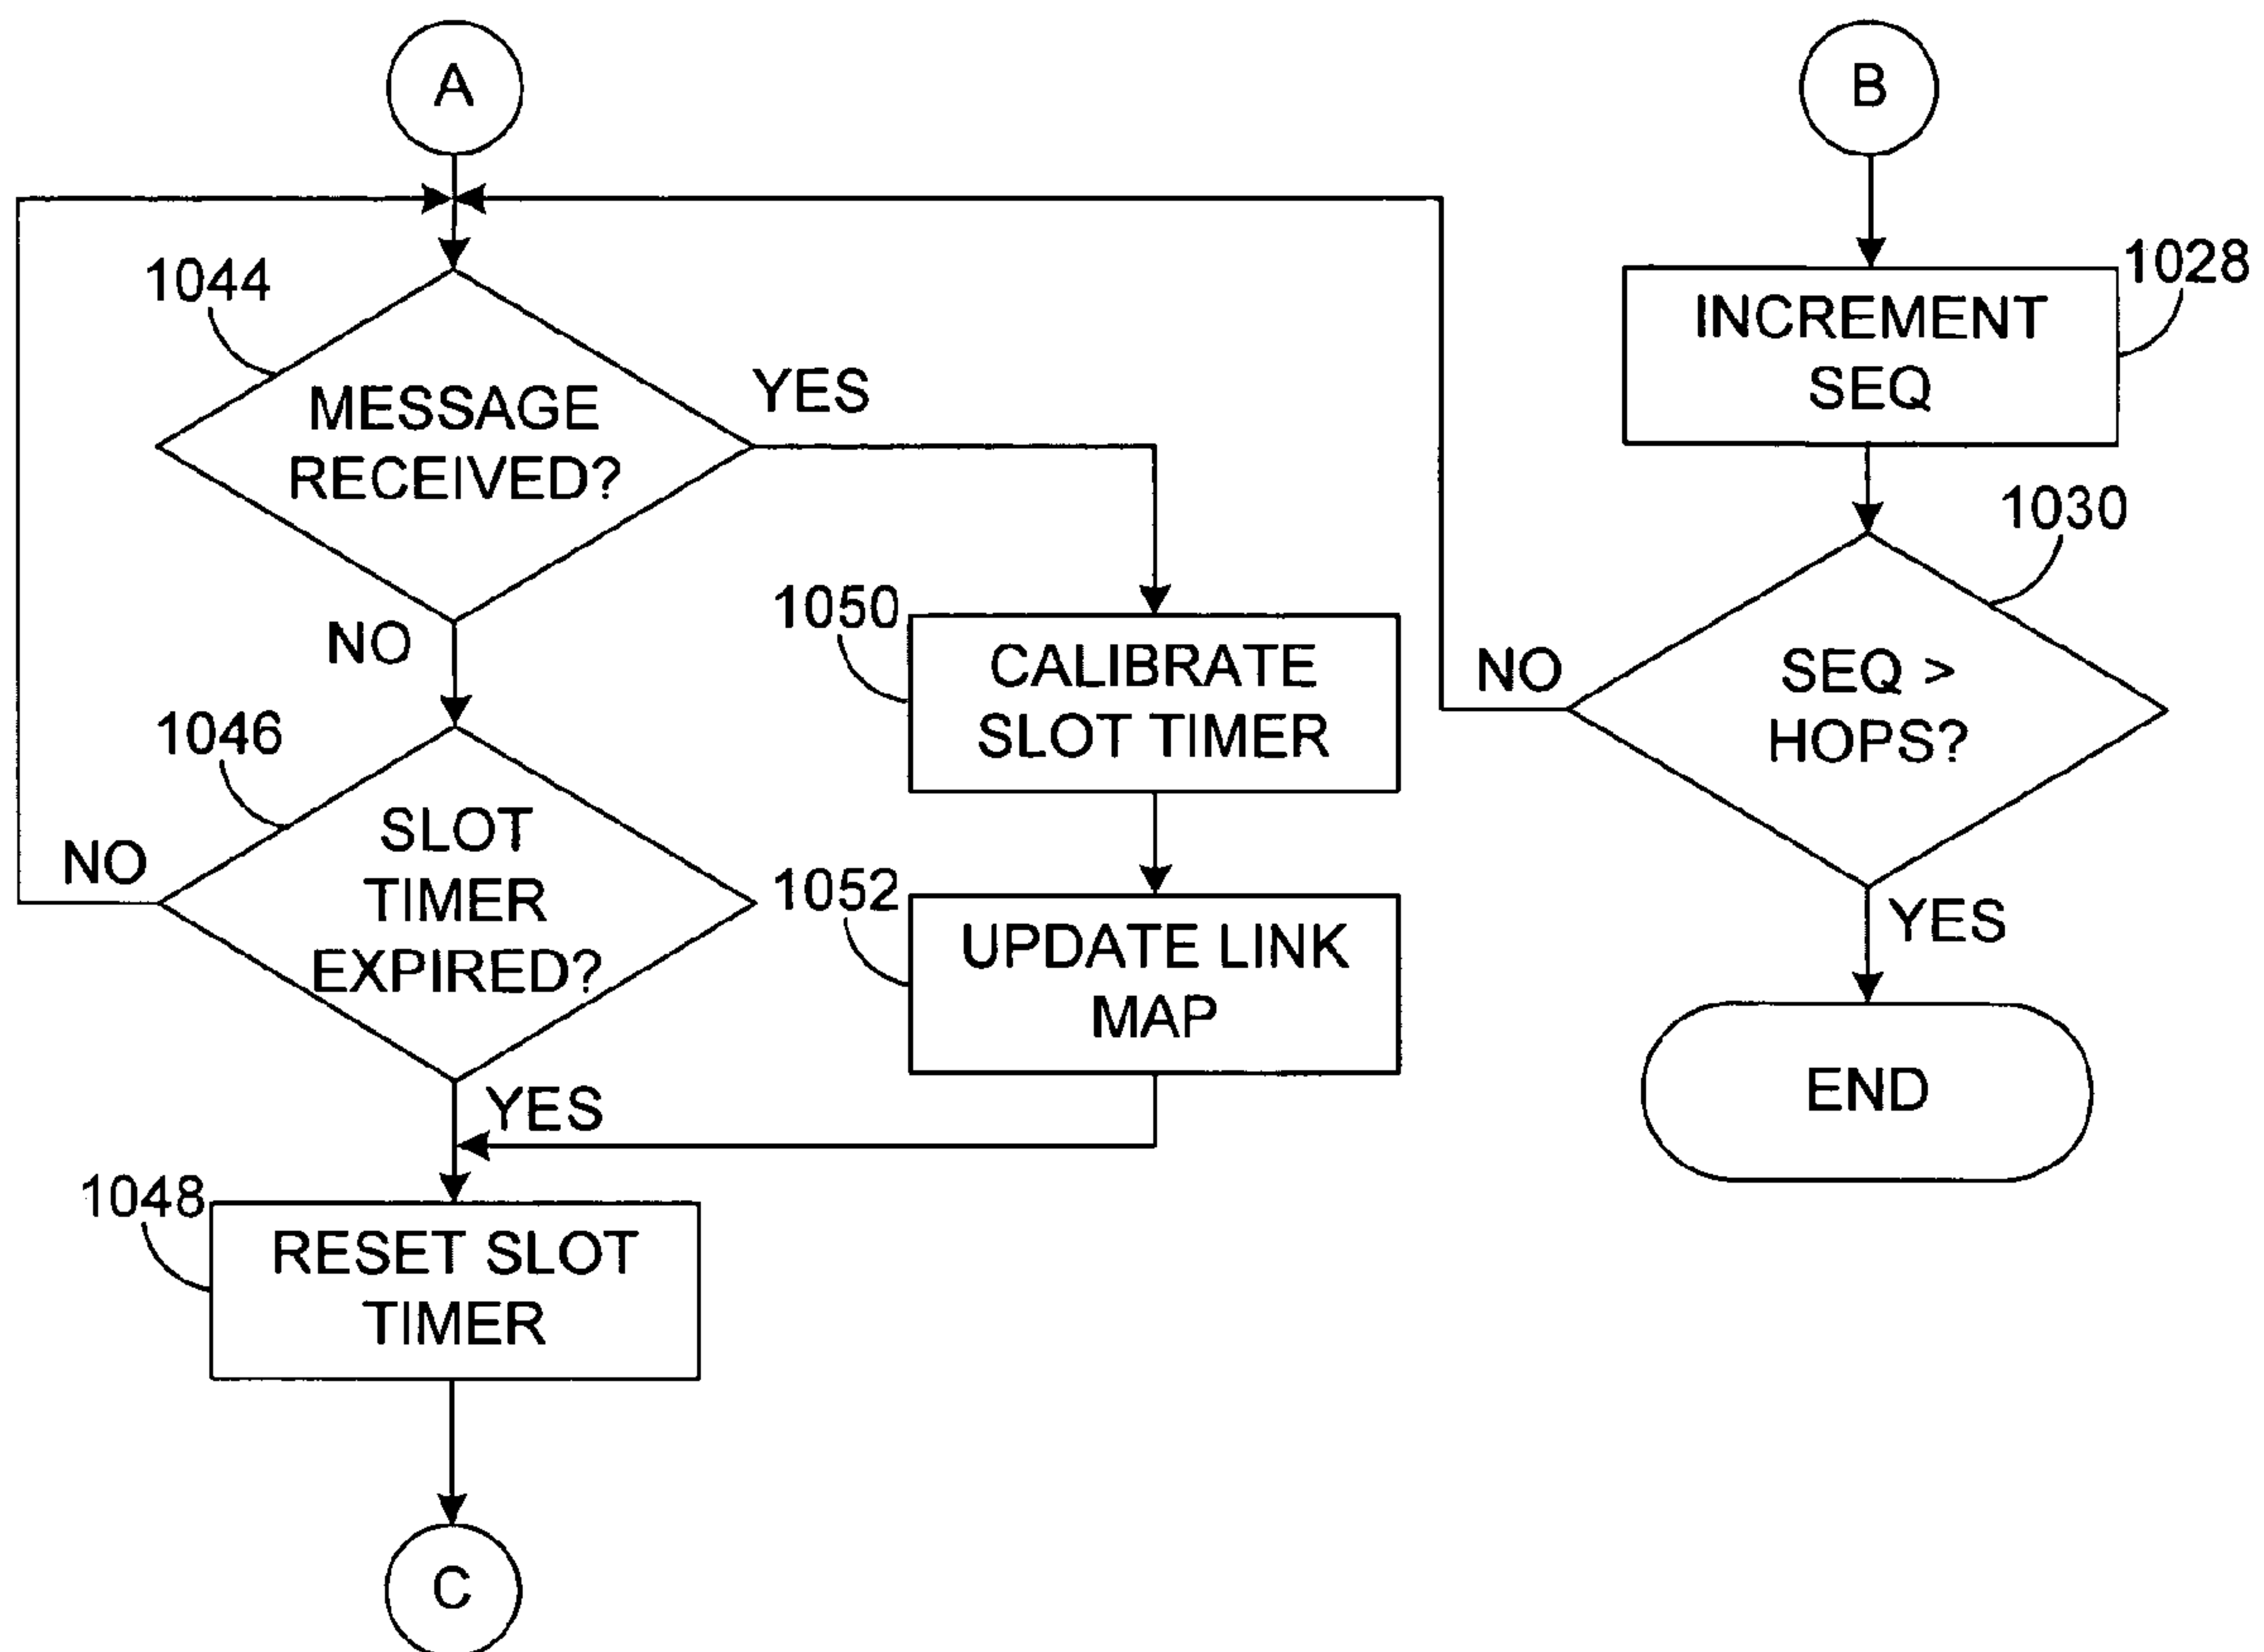 A
1044
MESSAGE
RECEIVED?
YES
NO
1046
SLOT
TIMER
EXPIRED?
NO
YES
1050
CALIBRATE
SLOT TIMER
1052
UPDATE LINK
MAP
1048
RESET SLOT
TIMER
C
B
1028
INCREMENT
SEQ
1030
SEQ >
HOPS?
NO
YES
END